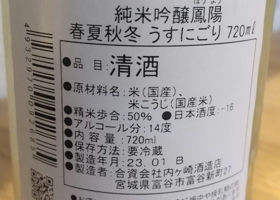 ほうよう
純米吟醸鳳陽
春夏秋冬 うすにごり 720mℓ
●品 目:清酒
●原材料名:米(国産)、
米こうじ(国産米)
●精米歩合:50% ●日本酒度:-16
●アルコール分:14度
●内容量:720ml
●保存方法:要冷蔵
●製造年月 23.01 B
●製造者:合資会社内ヶ崎酒造店
宮城県富谷市富谷新町27